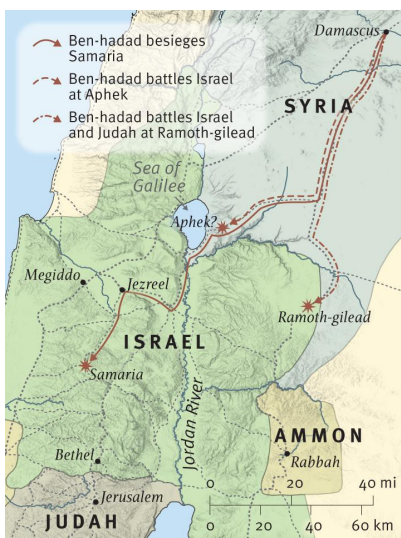 Ben-hadad besieges
Samaria
Ben-hadad battles Israel
at Aphek
Ben-hadad battles Israel
and Judah at Ramoth-gilead
Damascus
SYRIA
Sea of
Galilee
Aphek?
Megiddo
Jezreel
Ramoth-gilead
ISRAEL
Samaria
Jordan River
AMMON
Bethel
Rabbah
Jerusalem
JUDAH
0 20 40 mi
0 20 40 60 km